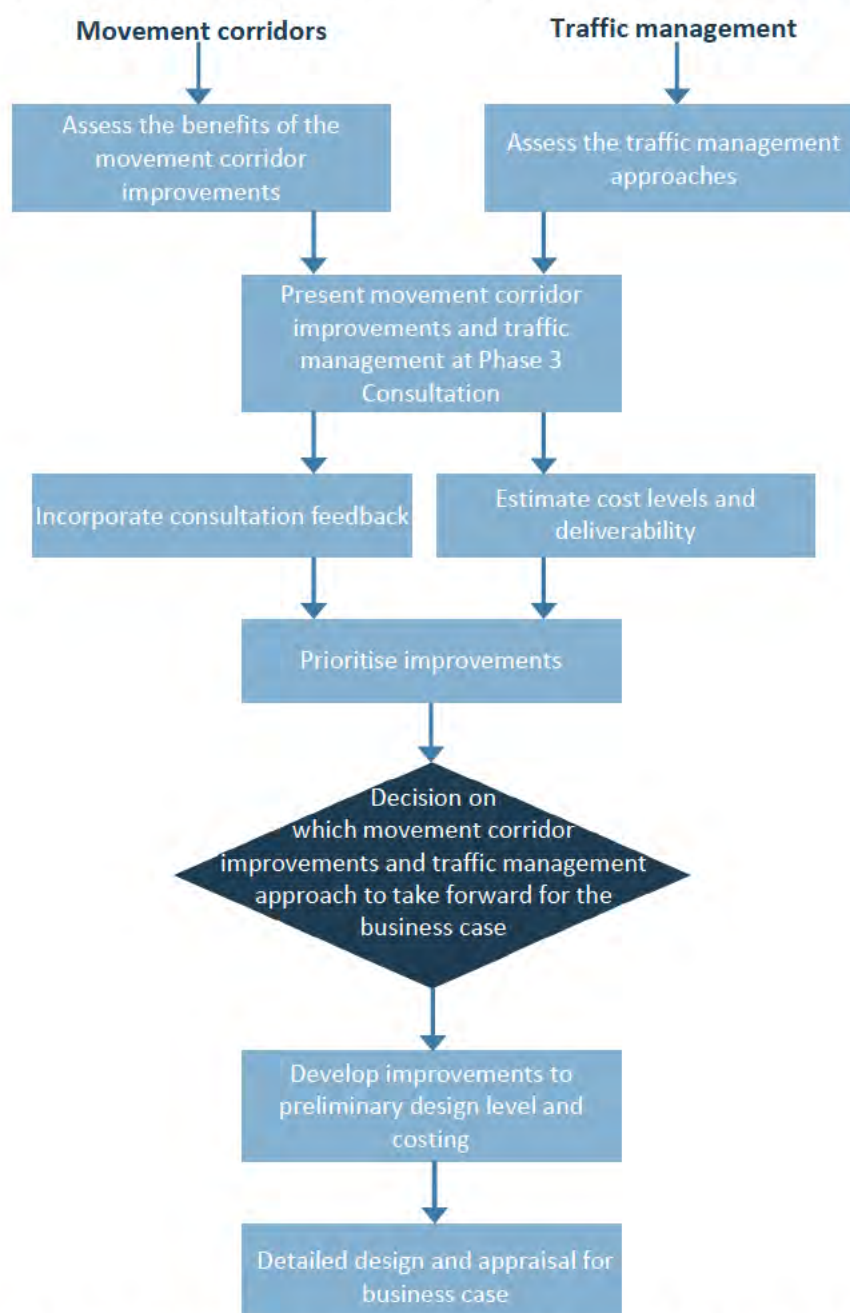 Movement corridors
Traffic management
Assess the benefits of the
movement corridor
improvements
Assess the traffic management
approaches
Present movement corridor
improvements and traffic
management at Phase 3
Consultation
Incorporate consultation feedback
Estimate cost levels and
deliverability
Prioritise improvements
Decision on
which movement corridor
improvements and traffic management
approach to take forward for the
business case
Develop improvements to
preliminary design level and
costing
Detailed design and appraisal for
business case